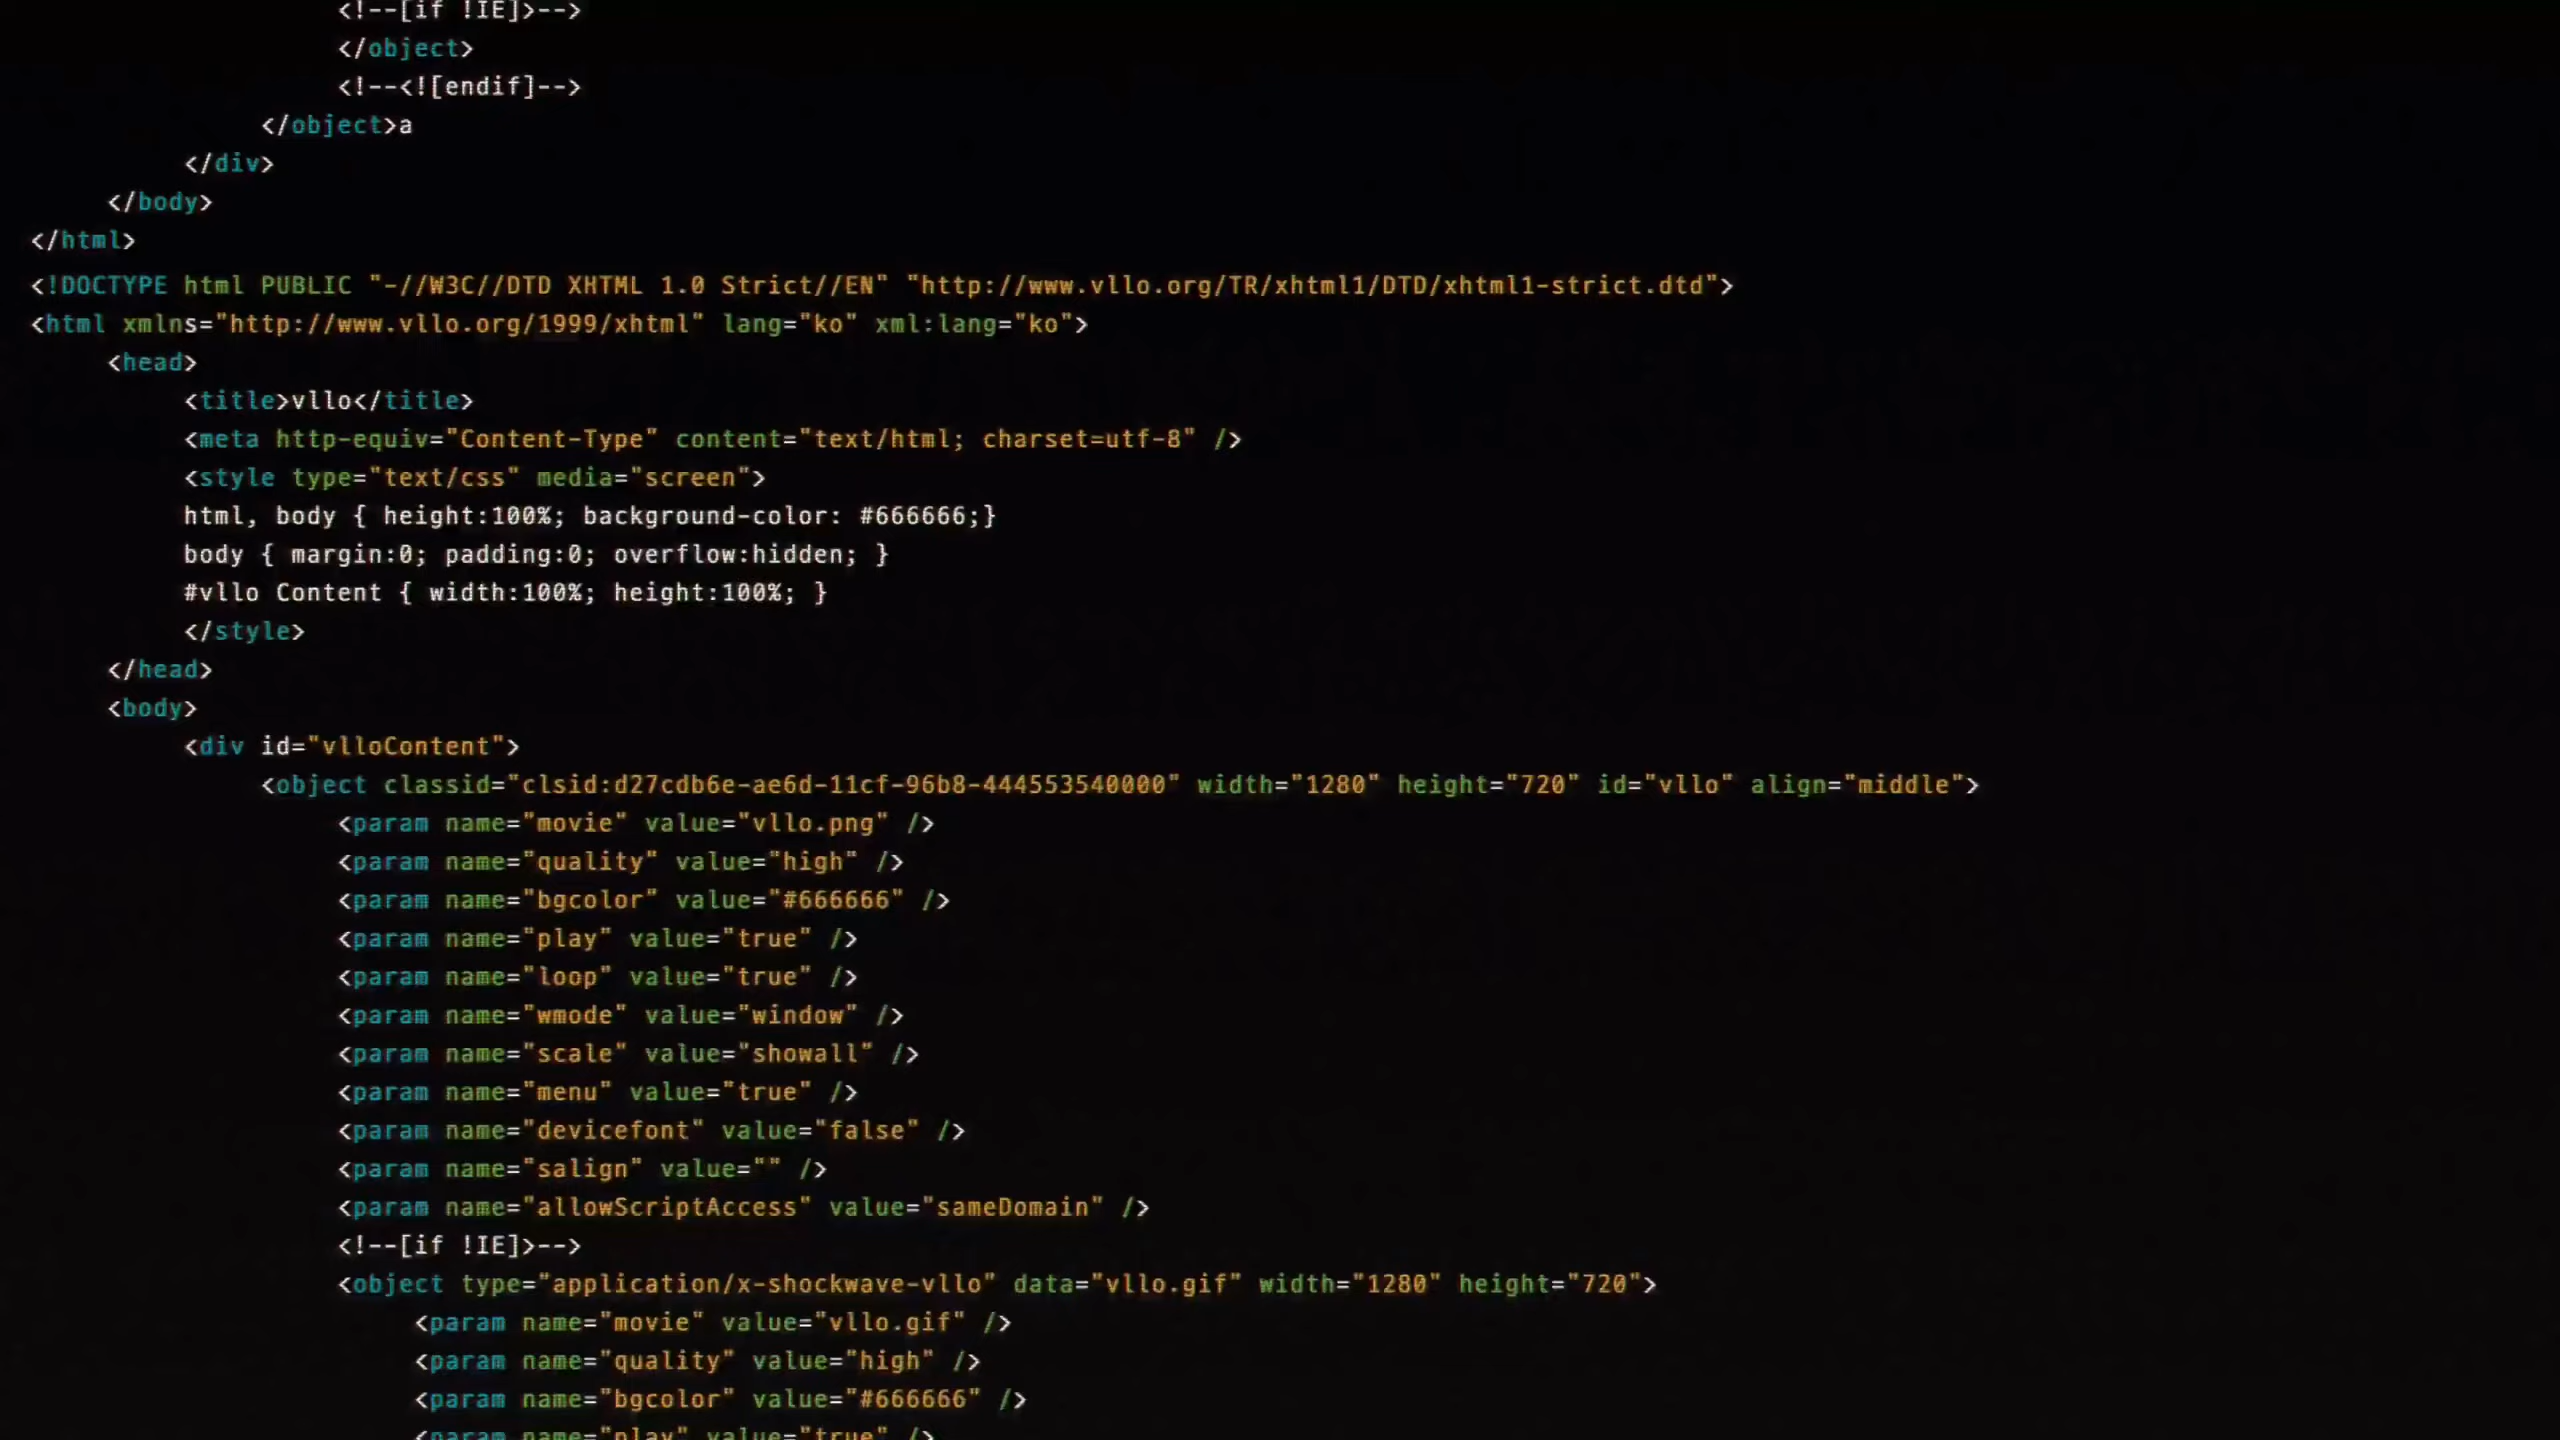 <!--[if !IE]>-->
</object>
<!--<![endif]-->
</object>a
</div>
</body>
</html>
<!DOCTYPE html PUBLIC "-//W3C//DTD XHTML 1.0 Strict//EN" "http://www.vllo.org/TR/xhtml1/DTD/xhtml1-strict.dtd">
<html xmlns="http://www.vllo.org/1999/xhtml" lang="ko" xml:lang="ko">
<head>
<title>vllo</title>
<meta http-equiv="Content-Type" content="text/html; charset=utf-8" />
<style type="text/css" media="screen">
html, body { height:100%; background-color: #666666;}
body { margin:0; padding:0; overflow:hidden; }
#vllo Content { width:100%; height:100%; }
</style>
</head>
<body>
<div id="vlloContent">
<object classid="clsid:d27cdb6e-ae6d-11cf-96b8-444553540000" width="1280" height="720" id="vllo" align="middle">
<param name="movie" value="vllo.png" />
<param name="quality" value="high" />
<param name="bgcolor" value="#666666" />
<param name="play" value="true" />
<param name="loop" value="true" />
<param name="wmode" value="window" />
<param name="scale" value="showall" />
<param name="menu" value="true" />
<param name="devicefont" value="false" />
<param name="salign" value="" />
<param name="allowScriptAccess" value="sameDomain" />
<!--[if !IE]>-->
<object type="application/x-shockwave-vllo" data="vllo.gif" width="1280" height="720">
<param name="movie" value="vllo.gif" />
<param name="quality" value="high" />
<param name="bgcolor" value="#666666" />
<param name="play" value="true" />